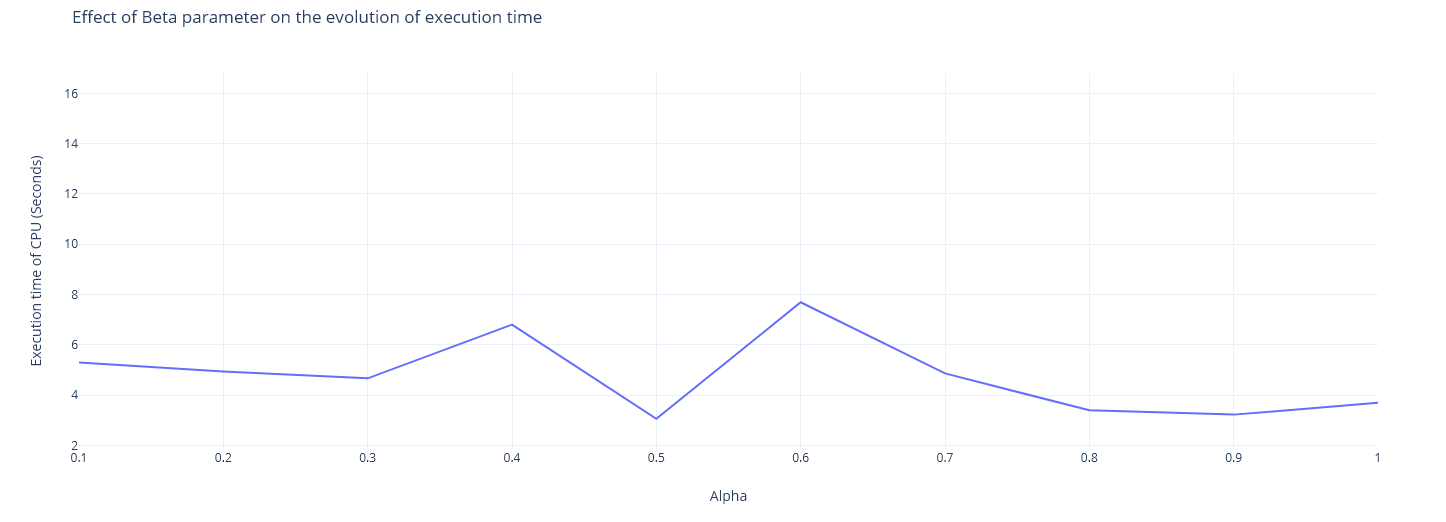 Effect of Beta parameter on the evolution of execution time
Execution time of CPU (Seconds)
16
14
12
10
8
6
4
2
0.1 0.2 0.3 0.4 0.5 0.6 0.7 0.8 0.9 1
Alpha